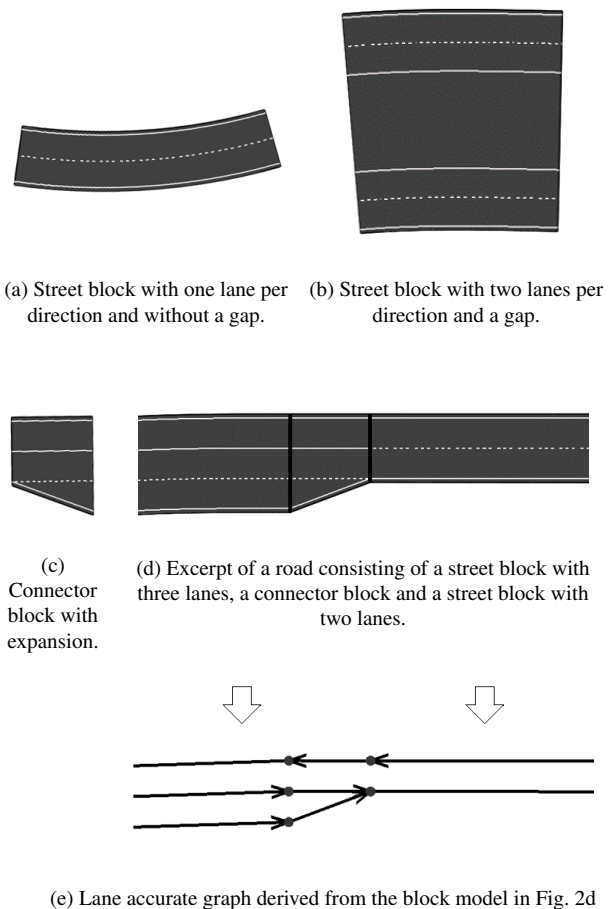 (a) Street block with one lane per
direction and without a gap.
(b) Street block with two lanes per
direction and a gap.
(c)
Connector
block with
expansion.
(d) Excerpt of a road consisting of a street block with
three lanes, a connector block and a street block with
two lanes.
(e) Lane accurate graph derived from the block model in Fig. 2d